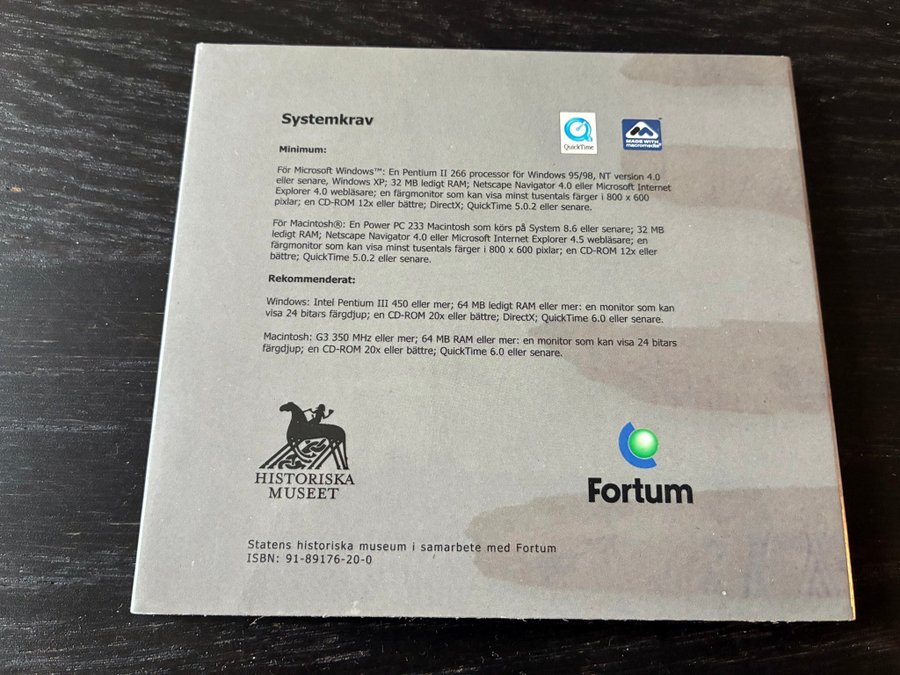 Systemkrav
QuickTime
MADE WITH
macromedia
Minimum:
För Microsoft Windows™: En Pentium II 266 processor för Windows 95/98, NT version 4.0
eller senare, Windows XP; 32 MB ledigt RAM; Netscape Navigator 4.0 eller Microsoft Internet
Explorer 4.0 webläsare; en färgmonitor som kan visa minst tusentals färger i 800 x 600
pixlar; en CD-ROM 12x eller bättre; DirectX; QuickTime 5.0.2 eller senare.
För Macintosh®: En Power PC 233 Macintosh som körs på System 8.6 eller senare; 32 MB
ledigt RAM; Netscape Navigator 4.0 eller Microsoft Internet Explorer 4.5 webläsare; en
färgmonitor som kan visa minst tusentals färger i 800 x 600 pixlar; en CD-ROM 12x eller
bättre; QuickTime 5.0.2 eller senare.
Rekommenderat:
Windows: Intel Pentium III 450 eller mer; 64 MB ledigt RAM eller mer: en monitor som kan
visa 24 bitars färgdjup; en CD-ROM 20x eller bättre; DirectX; QuickTime 6.0 eller senare.
Macintosh: G3 350 MHz eller mer; 64 MB RAM eller mer: en monitor som kan visa 24 bitars
färgdjup; en CD-ROM 20x eller bättre; QuickTime 6.0 eller senare.
HISTORISKA
MUSEET
Fortum
Statens historiska museum i samarbete med Fortum
ISBN: 91-89176-20-0